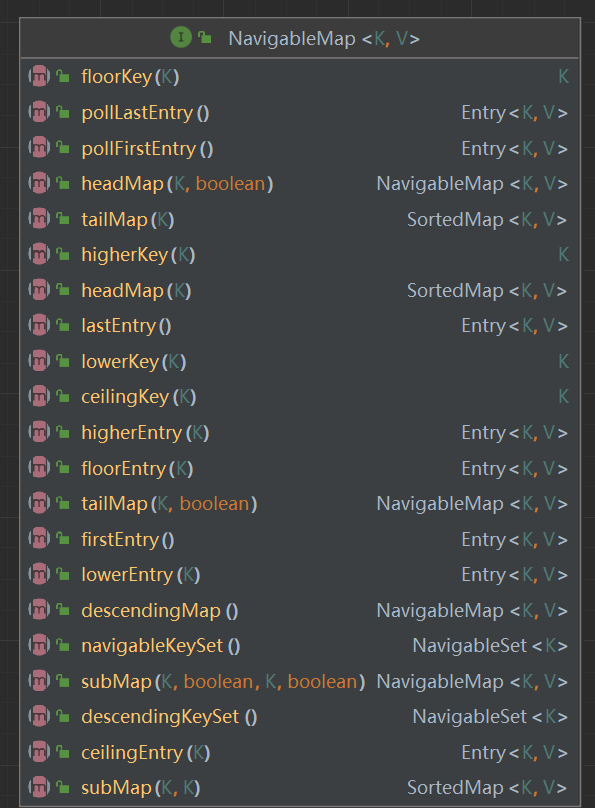 I NavigableMap <K, V>
m floorKey(K) K
m pollLastEntry () Entry<K, V>
m pollFirstEntry () Entry<K, V>
m headMap(K, boolean) NavigableMap <K, V>
m tailMap(K) SortedMap <K, V>
m higherKey(K) K
m headMap(K) SortedMap <K, V>
m lastEntry() Entry<K, V>
m lowerKey(K) K
m ceilingKey (K) K
m higherEntry (K) Entry<K, V>
m floorEntry (K) Entry<K, V>
m tailMap(K, boolean) NavigableMap <K, V>
m firstEntry() Entry<K, V>
m lowerEntry (K) Entry<K, V>
m descendingMap () NavigableMap <K, V>
m navigableKeySet () NavigableSet <K>
m subMap(K, boolean, K, boolean) NavigableMap <K, V>
m descendingKeySet () NavigableSet <K>
m ceilingEntry (K) Entry<K, V>
m subMap(K, K) SortedMap <K, V>